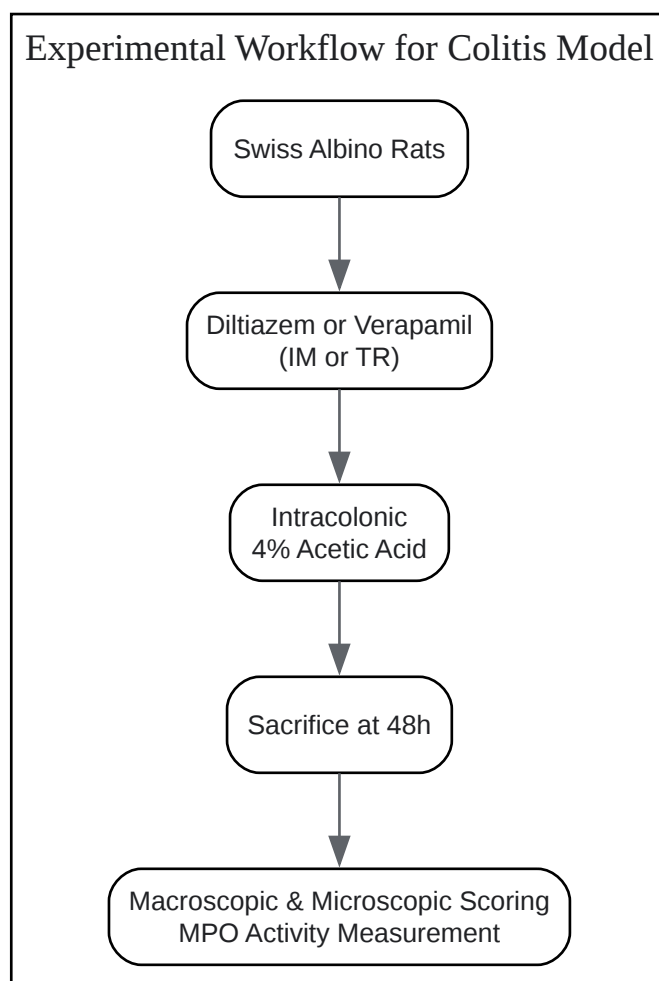 Experimental Workflow for Colitis Model
Swiss Albino Rats
Diltiazem or Verapamil
(IM or TR)
Intracolonic
4% Acetic Acid
Sacrifice at 48h
Macroscopic & Microscopic Scoring
MPO Activity Measurement